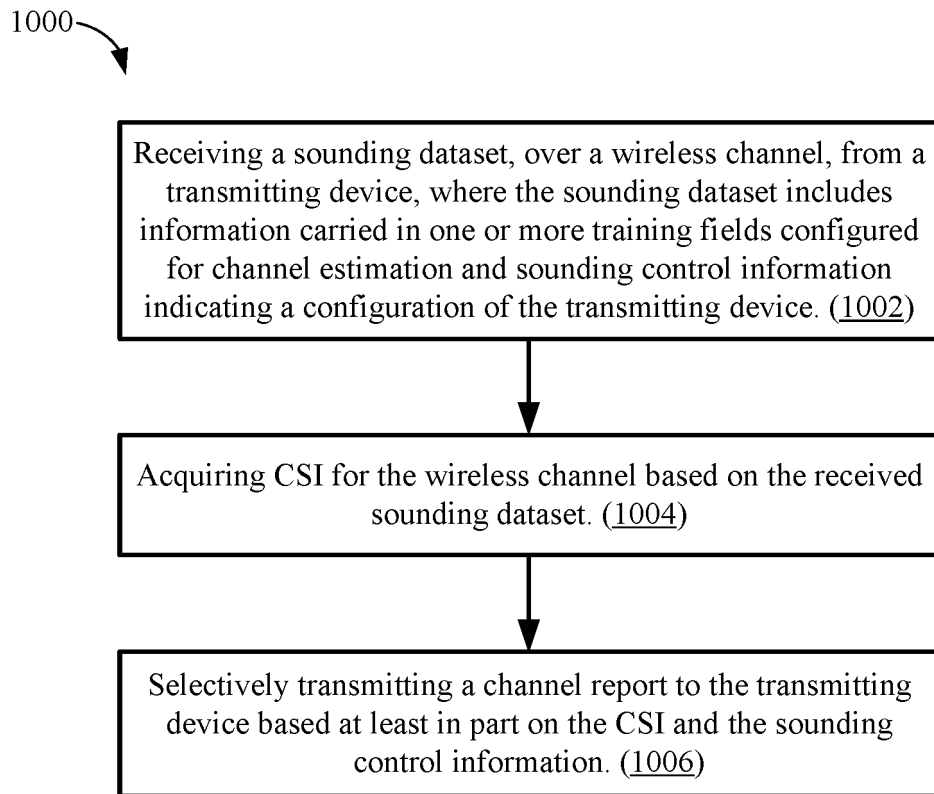 1000
Receiving a sounding dataset, over a wireless channel, from a
transmitting device, where the sounding dataset includes
information carried in one or more training fields configured
for channel estimation and sounding control information
indicating a configuration of the transmitting device. (1002)
Acquiring CSI for the wireless channel based on the received
sounding dataset. (1004)
Selectively transmitting a channel report to the transmitting
device based at least in part on the CSI and the sounding
control information. (1006)